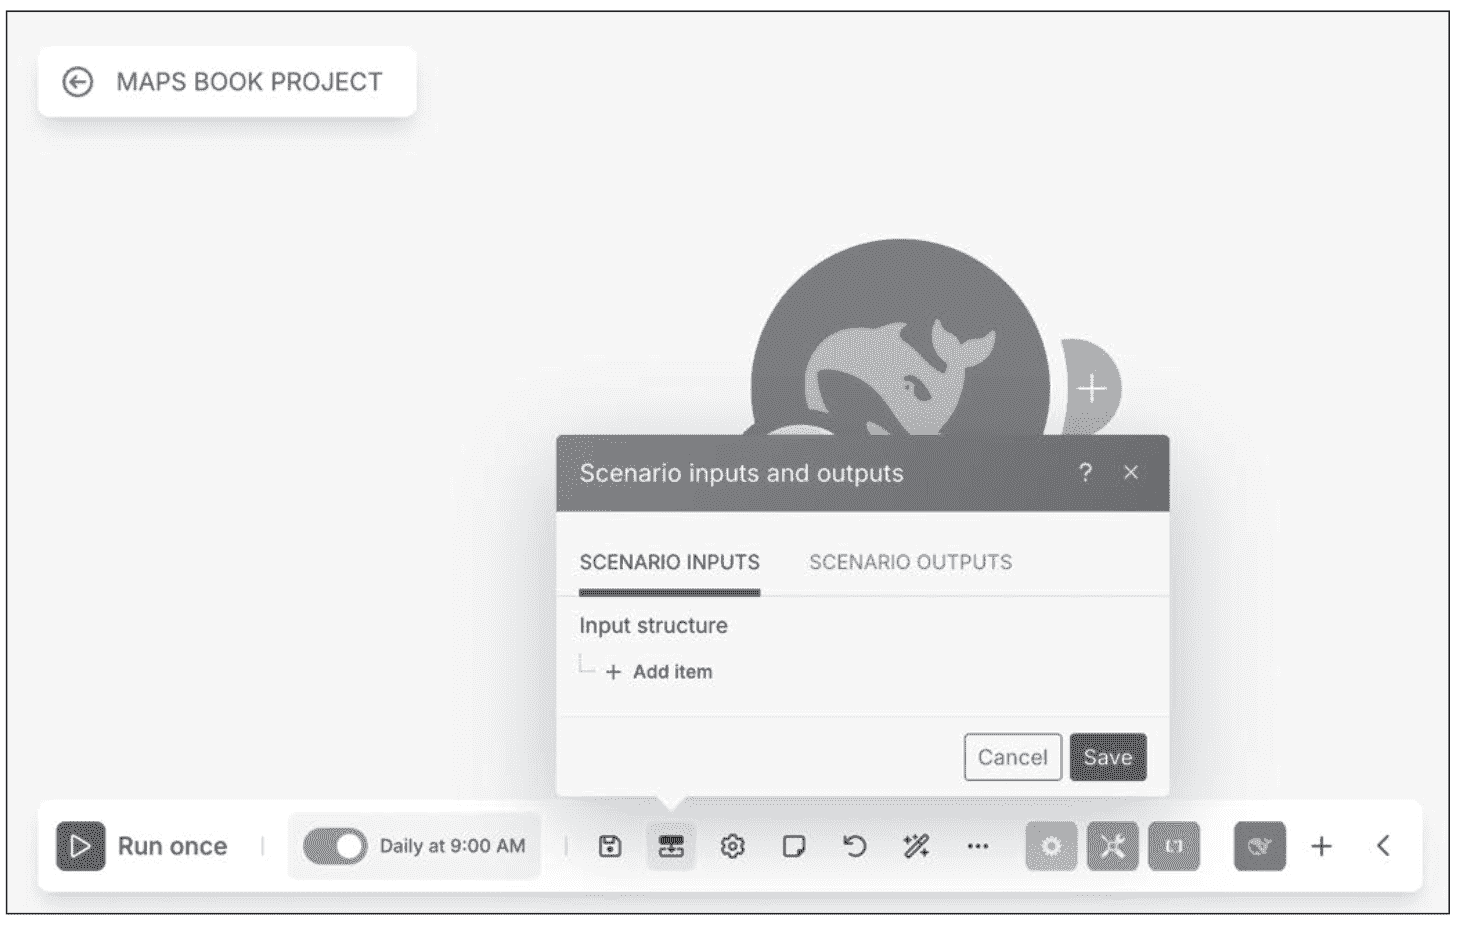 MAPS BOOK PROJECT
Scenario inputs and outputs ?
SCENARIO INPUTS SCENARIO OUTPUTS
Input structure
+ Add item
Cancel Save
Run once Daily at 9:00 AM